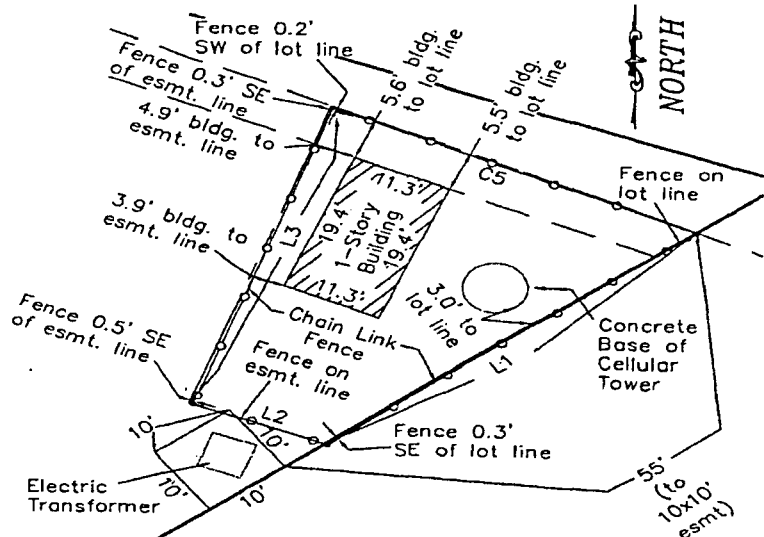 Fence 0.2'
SW of lot line
NORTH
Fence 0.3' SE
of esmt. line
5.6' bldg.
to lot line
5.5' bldg.
to lot line
4.9' bldg. to
esmt. line
Fence on
lot line
C5
11.3'
19.4'
1-Story
Building
19.4'
11.3'
L3
3.9' bldg. to
esmt. line
3.0' to
lot line
Fence 0.5' SE
of esmt. line
Chain Link
Fence
Fence on
esmt. line
Concrete
Base of
Cellular
Tower
L1
L2
10'
10'
10'
10'
Fence 0.3'
SE of lot line
Electric
Transformer
55'
(to
10x10'
esmt)